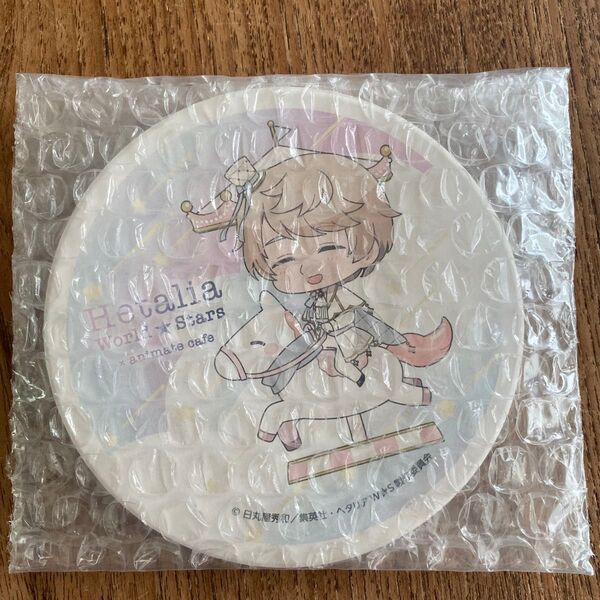 Hetalia
World★Stars
×animate cafe
© 日丸屋秀和／集英社・ヘタリアW★S製作委員会